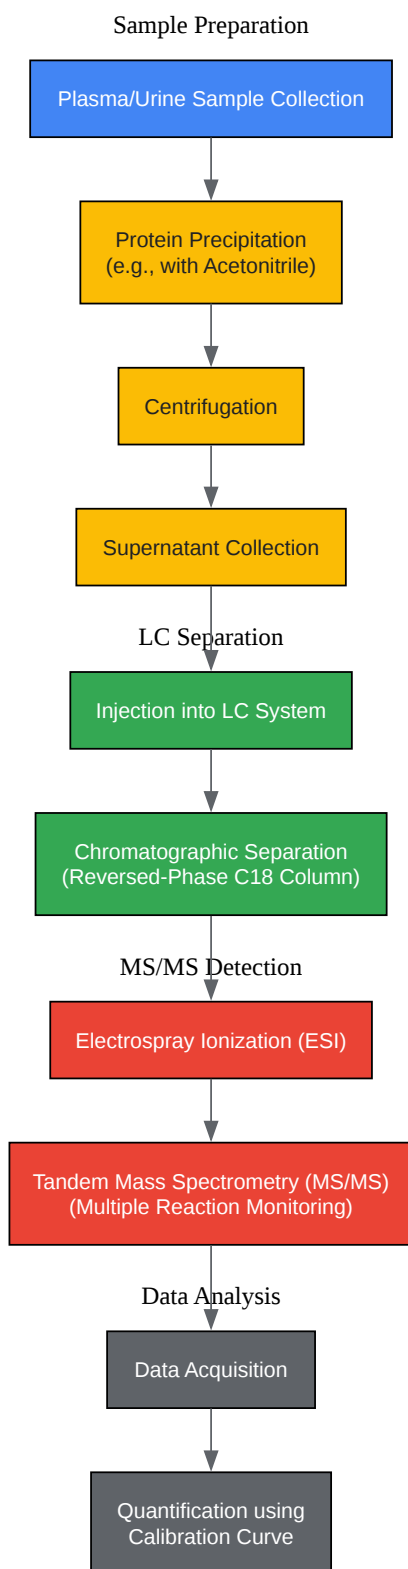 Sample Preparation
Plasma/Urine Sample Collection
Protein Precipitation
(e.g., with Acetonitrile)
Centrifugation
Supernatant Collection
LC Separation
Injection into LC System
Chromatographic Separation
(Reversed-Phase C18 Column)
MS/MS Detection
Electrospray Ionization (ESI)
Tandem Mass Spectrometry (MS/MS)
(Multiple Reaction Monitoring)
Data Analysis
Data Acquisition
Quantification using
Calibration Curve